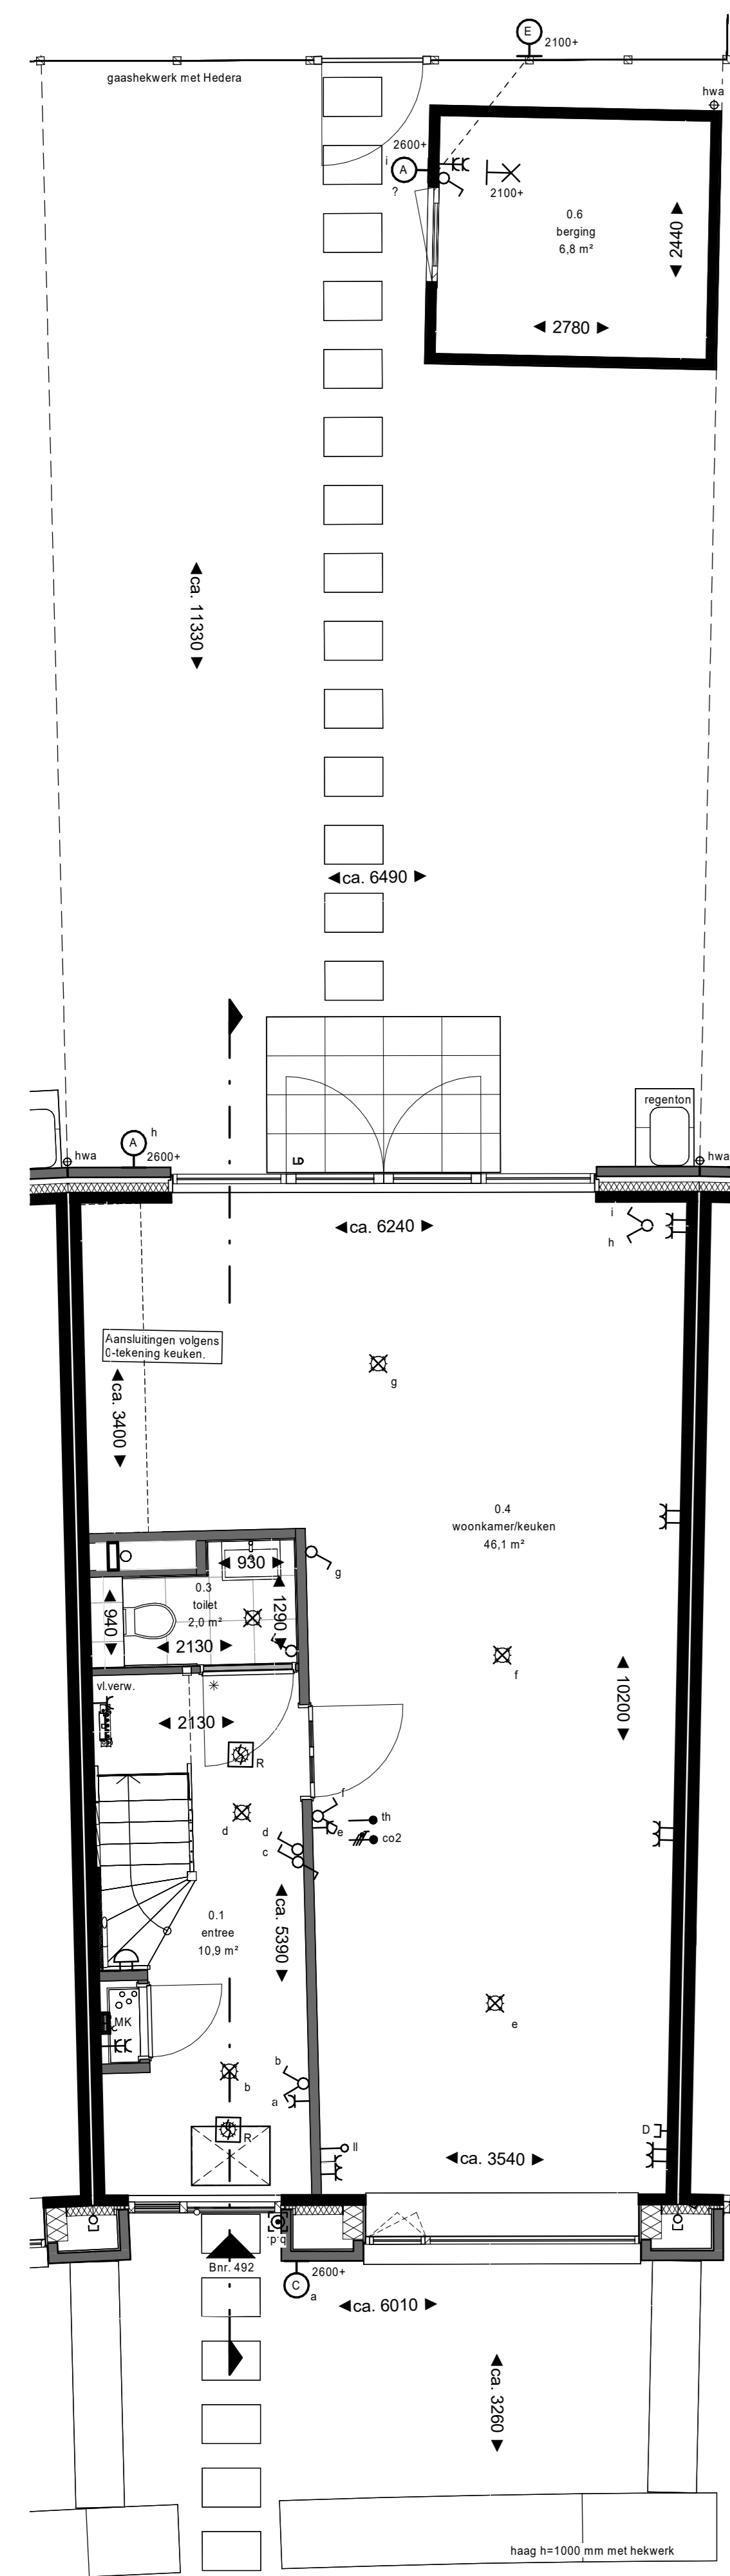 E
2100+
gaashekwerk met Hedera
hwa
2600+
i
A
?
2100+
0.6
berging
6,8 m²
2440
2780
ca. 11330
ca. 6490
regenton
h
A
2600+
hwa
hwa
LD
ca. 6240
i
h
Aansluitingen volgens
0-tekening keuken.
g
ca. 3400
0.4
woonkamer/keuken
46,1 m²
g
930
0.3
toilet
2,0 m²
1290
940
2130
f
vl.verw.
10200
2130
R
f
th
d
d
e
co2
c
0.1
entree
10,9 m²
ca. 5390
MK
e
b
b
a
R
D
ll
ca. 3540
b.d.
Bnr. 492
2600+
C
a
ca. 6010
ca. 3260
haag h=1000 mm met hekwerk